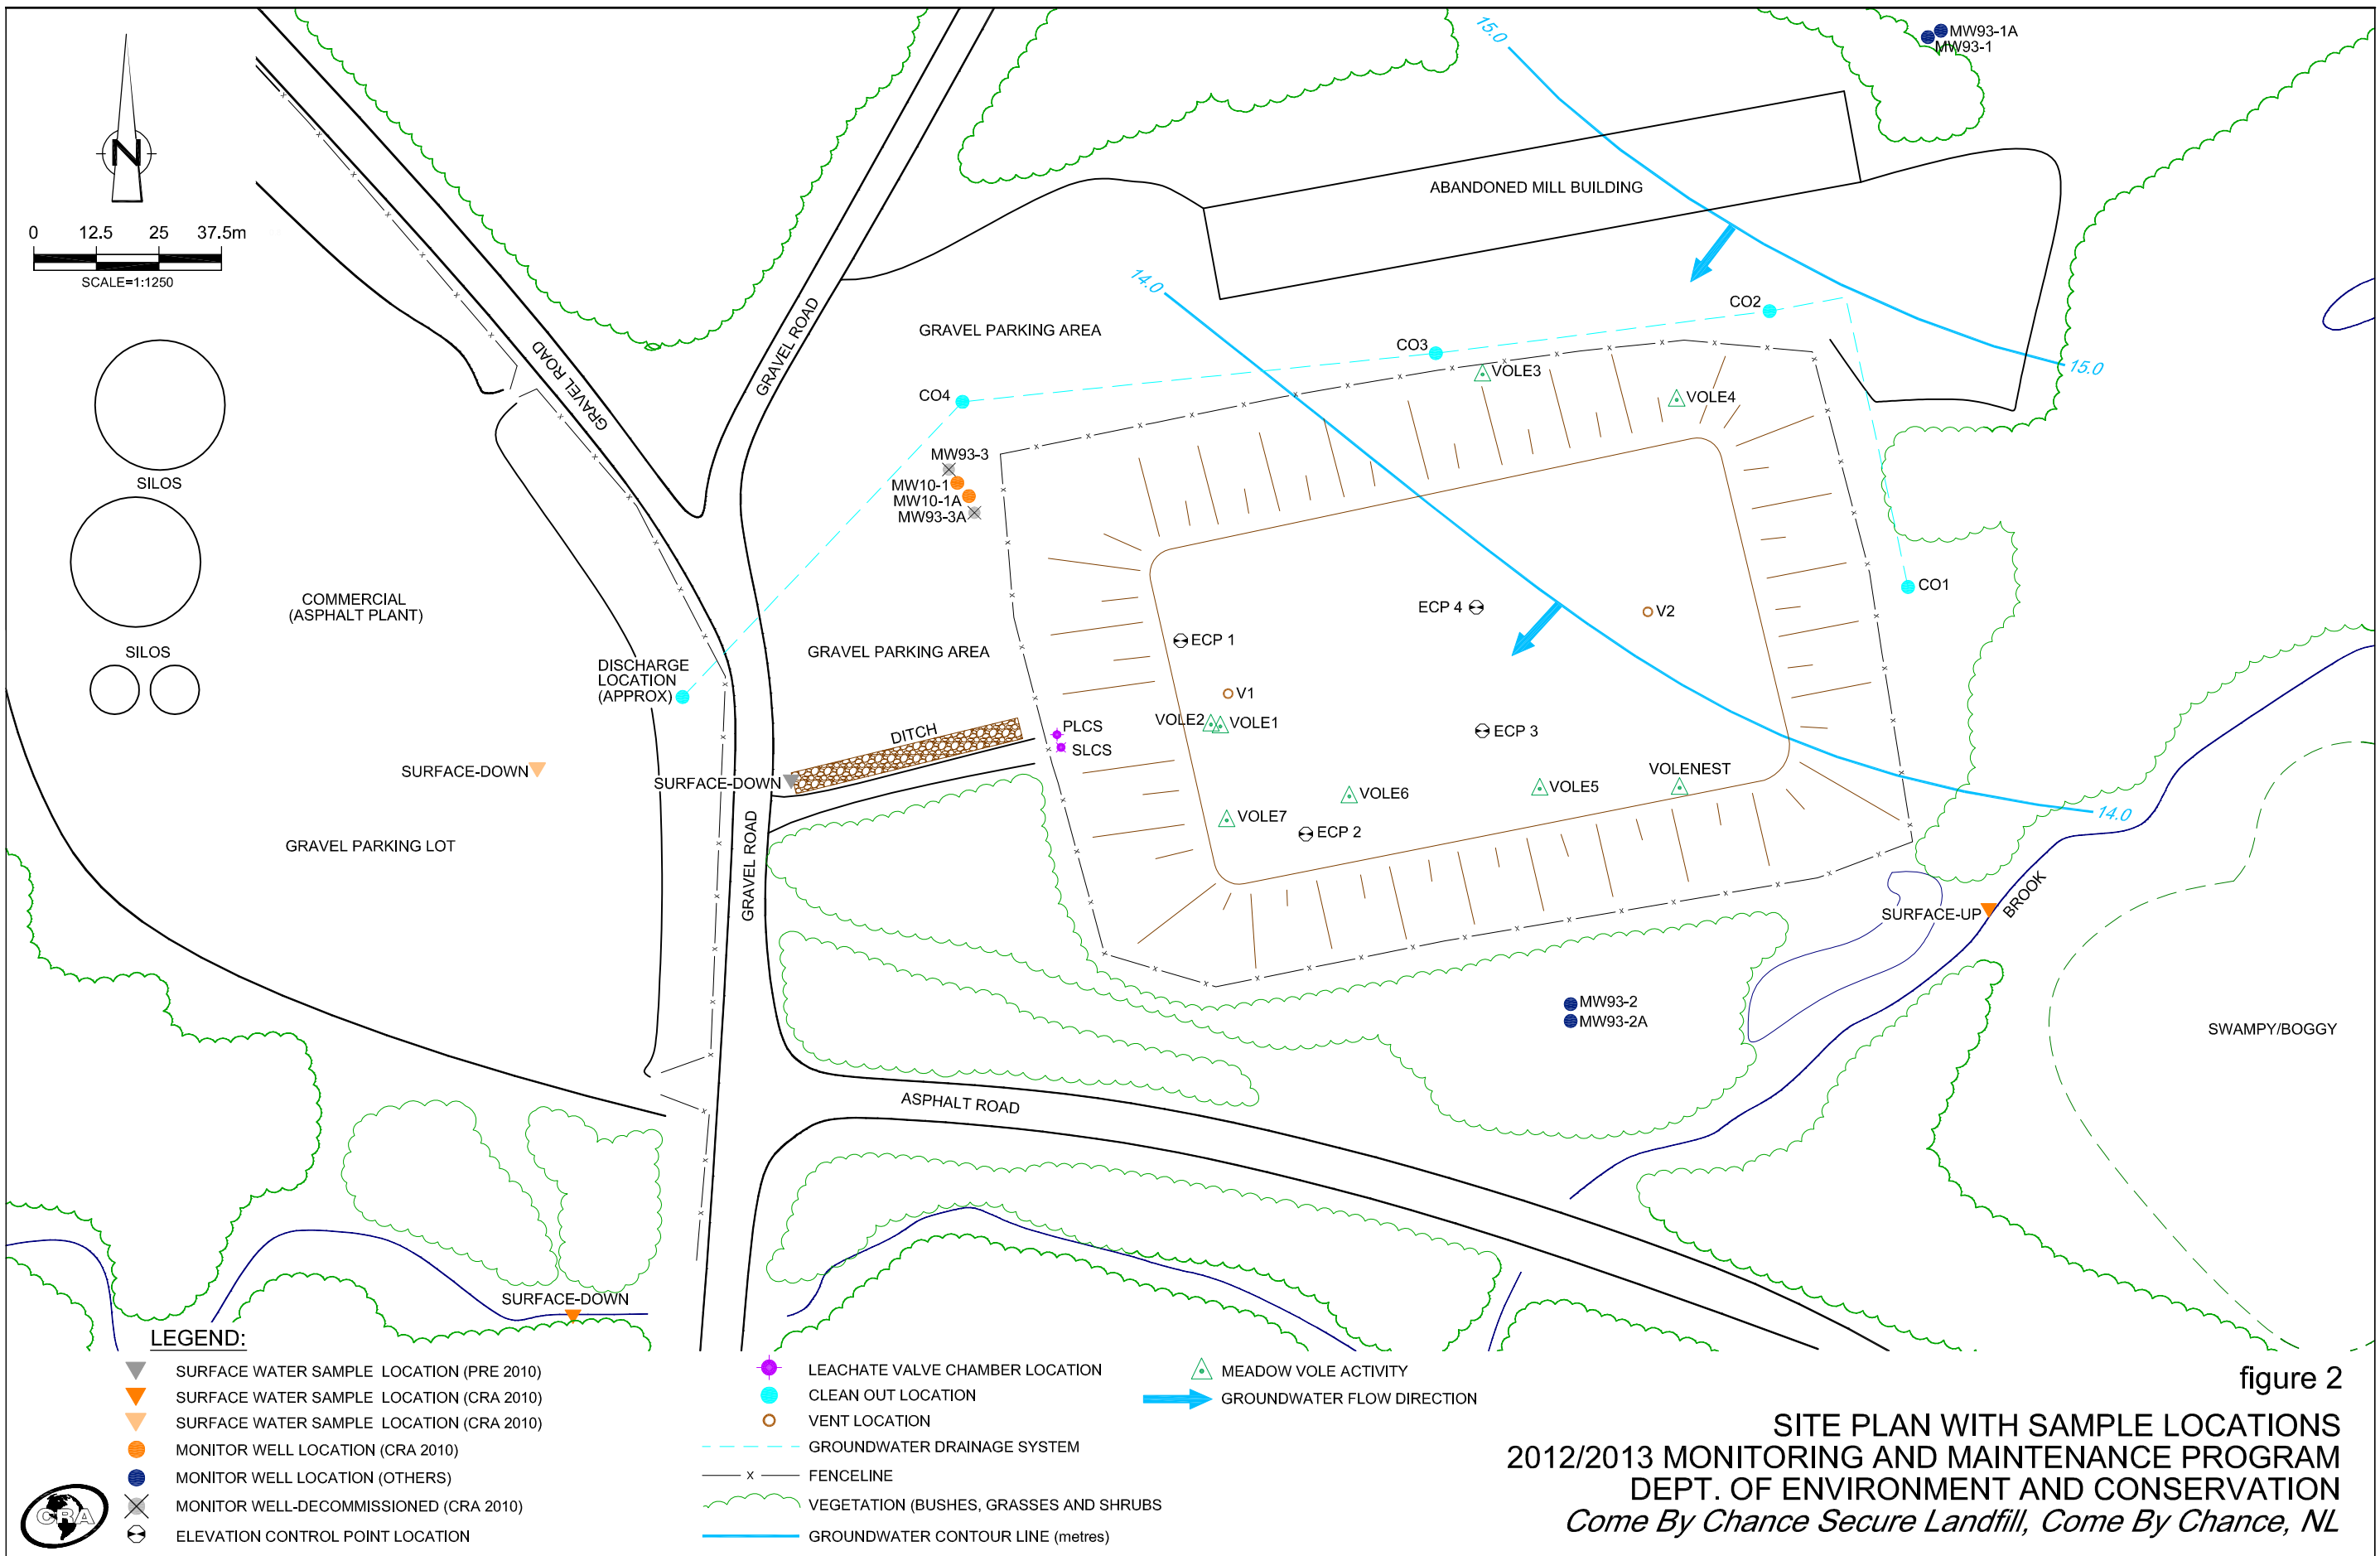 15.0
MW93-1A
MW93-1
N
ABANDONED MILL BUILDING
0 12.5 25 37.5m
SCALE=1:1250
14.0
CO2
GRAVEL ROAD
GRAVEL ROAD
GRAVEL PARKING AREA
CO3
15.0
VOLE3
CO4
VOLE4
MW93-3
SILOS
MW10-1
MW10-1A
MW93-3A
CO1
COMMERCIAL
(ASPHALT PLANT)
ECP 4
V2
ECP 1
SILOS
GRAVEL PARKING AREA
DISCHARGE
LOCATION
(APPROX)
V1
VOLE2
VOLE1
PLCS
DITCH
ECP 3
SLCS
SURFACE-DOWN
SURFACE-DOWN
VOLENEST
VOLE5
VOLE6
14.0
VOLE7
ECP 2
GRAVEL PARKING LOT
GRAVEL ROAD
BROOK
SURFACE-UP
MW93-2
MW93-2A
SWAMPY/BOGGY
ASPHALT ROAD
SURFACE-DOWN
LEGEND:
SURFACE WATER SAMPLE LOCATION (PRE 2010)
SURFACE WATER SAMPLE LOCATION (CRA 2010)
SURFACE WATER SAMPLE LOCATION (CRA 2010)
MONITOR WELL LOCATION (CRA 2010)
MONITOR WELL LOCATION (OTHERS)
MONITOR WELL-DECOMMISSIONED (CRA 2010)
ELEVATION CONTROL POINT LOCATION
LEACHATE VALVE CHAMBER LOCATION
CLEAN OUT LOCATION
VENT LOCATION
GROUNDWATER DRAINAGE SYSTEM
x FENCELINE
VEGETATION (BUSHES, GRASSES AND SHRUBS
GROUNDWATER CONTOUR LINE (metres)
MEADOW VOLE ACTIVITY
GROUNDWATER FLOW DIRECTION
CRA
figure 2
SITE PLAN WITH SAMPLE LOCATIONS
2012/2013 MONITORING AND MAINTENANCE PROGRAM
DEPT. OF ENVIRONMENT AND CONSERVATION
Come By Chance Secure Landfill, Come By Chance, NL